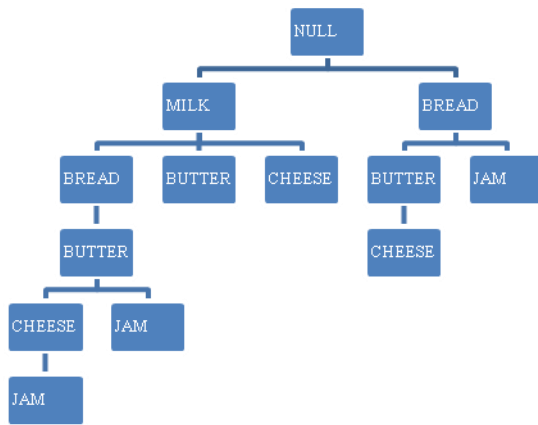 NULL
MILK
BREAD
BREAD
BUTTER
CHEESE
BUTTER
JAM
BUTTER
CHEESE
CHEESE
JAM
JAM